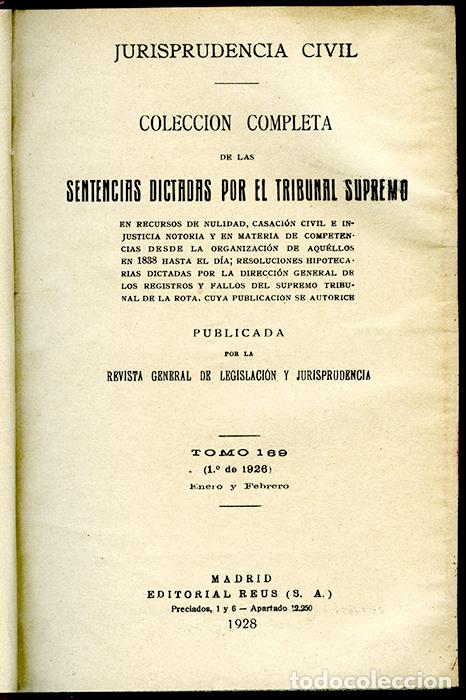 JURISPRUDENCIA CIVIL
COLECCION COMPLETA
DE LAS
SENTENCIAS DICTADAS POR EL TRIBUNAL SUPREMO
EN RECURSOS DE NULIDAD, CASACIÓN CIVIL E IN-
JUSTICIA NOTORIA Y EN MATERIA DE COMPETEN-
CIAS DESDE LA ORGANIZACIÓN DE AQUÉLLOS
EN 1838 HASTA EL DÍA; RESOLUCIONES HIPOTECA-
RIAS DICTADAS POR LA DIRECCIÓN GENERAL DE
LOS REGISTROS Y FALLOS DEL SUPREMO TRIBU-
NAL DE LA ROTA, CUYA PUBLICACION SE AUTORICE
PUBLICADA
POR LA
REVISTA GENERAL DE LEGISLACIÓN Y JURISPRUDENCIA
TOMO 169
(1.º de 1926)
Enero y Febrero
MADRID
EDITORIAL REUS (S. A.)
Preciados, 1 y 6 — Apartado 12.250
1928
todocoleccion